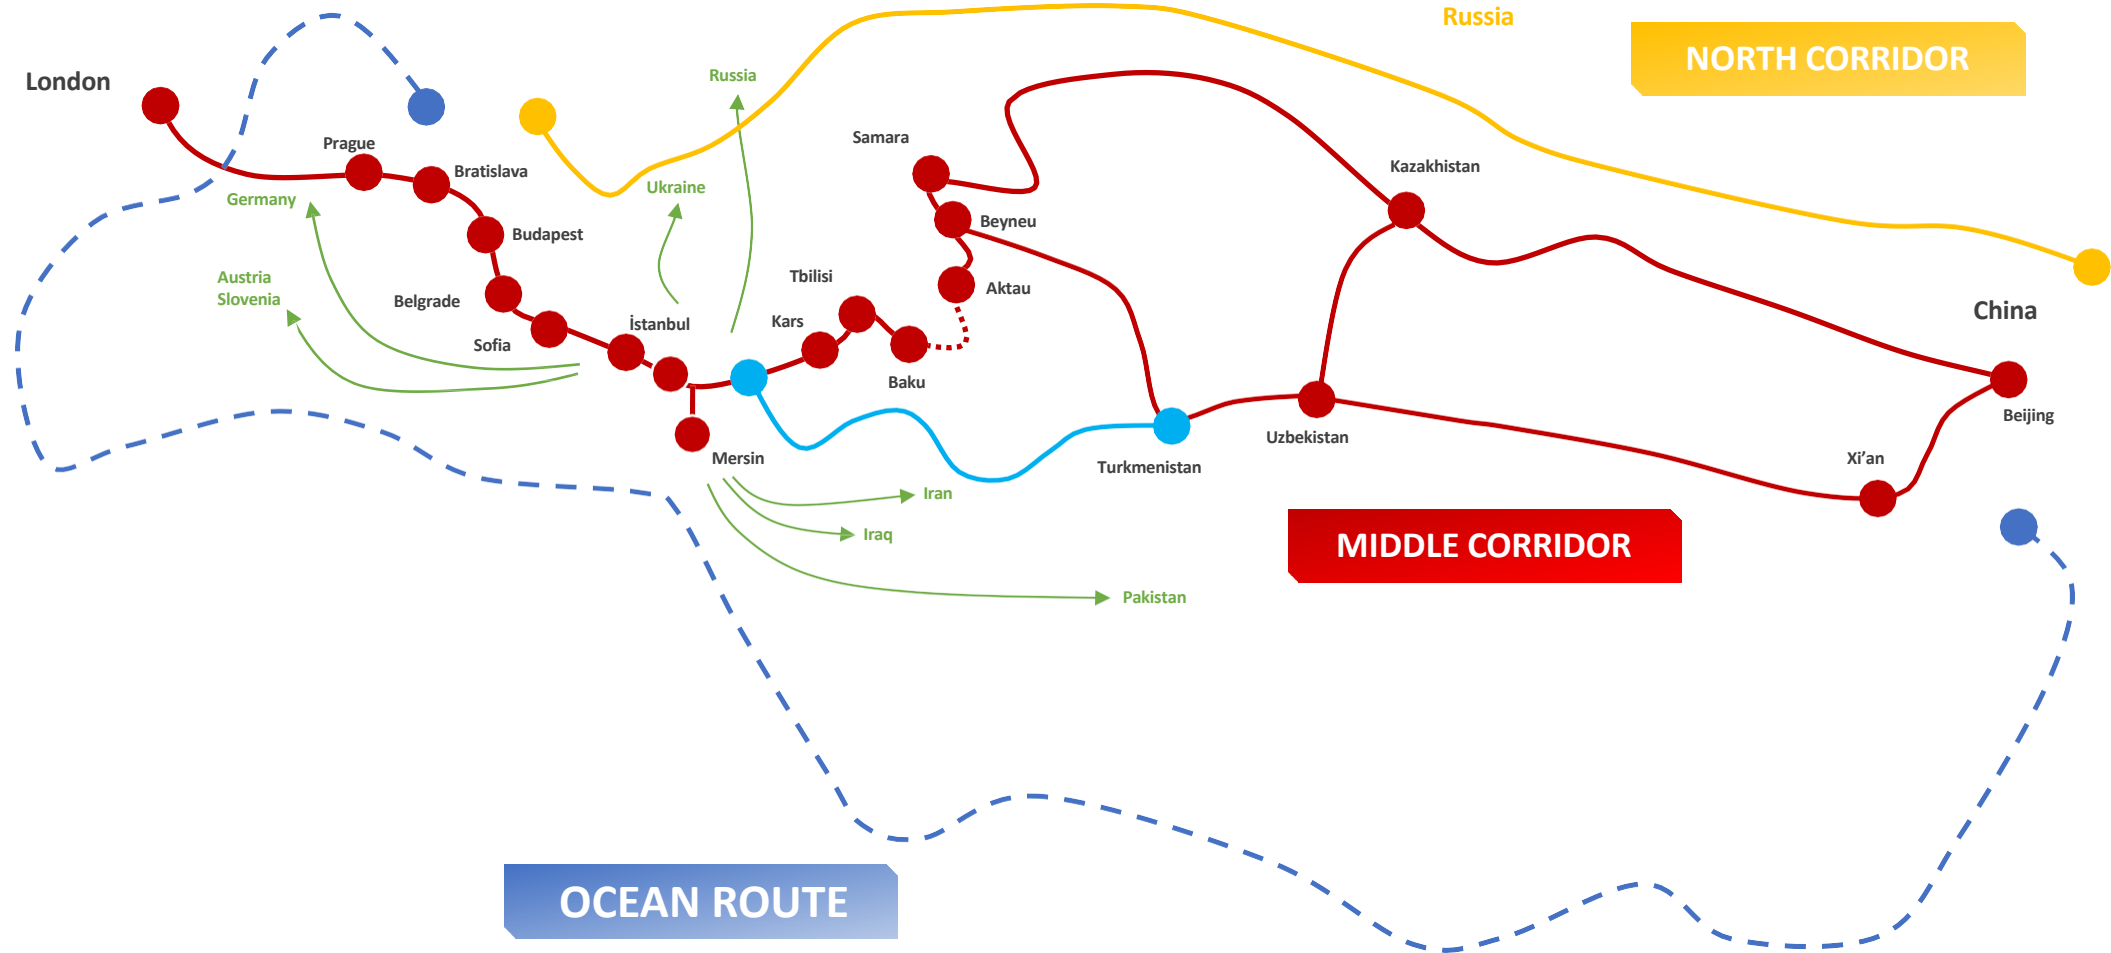 Russia
NORTH CORRIDOR
London
Russia
Samara
Prague
Bratislava
Kazakhstan
Ukraine
Germany
Beyneu
Budapest
Austria
Slovenia
Tbilisi
Aktau
Belgrade
China
İstanbul
Kars
Sofia
Baku
Beijing
Uzbekistan
Mersin
Turkmenistan
Xi’an
Iran
Iraq
MIDDLE CORRIDOR
Pakistan
OCEAN ROUTE